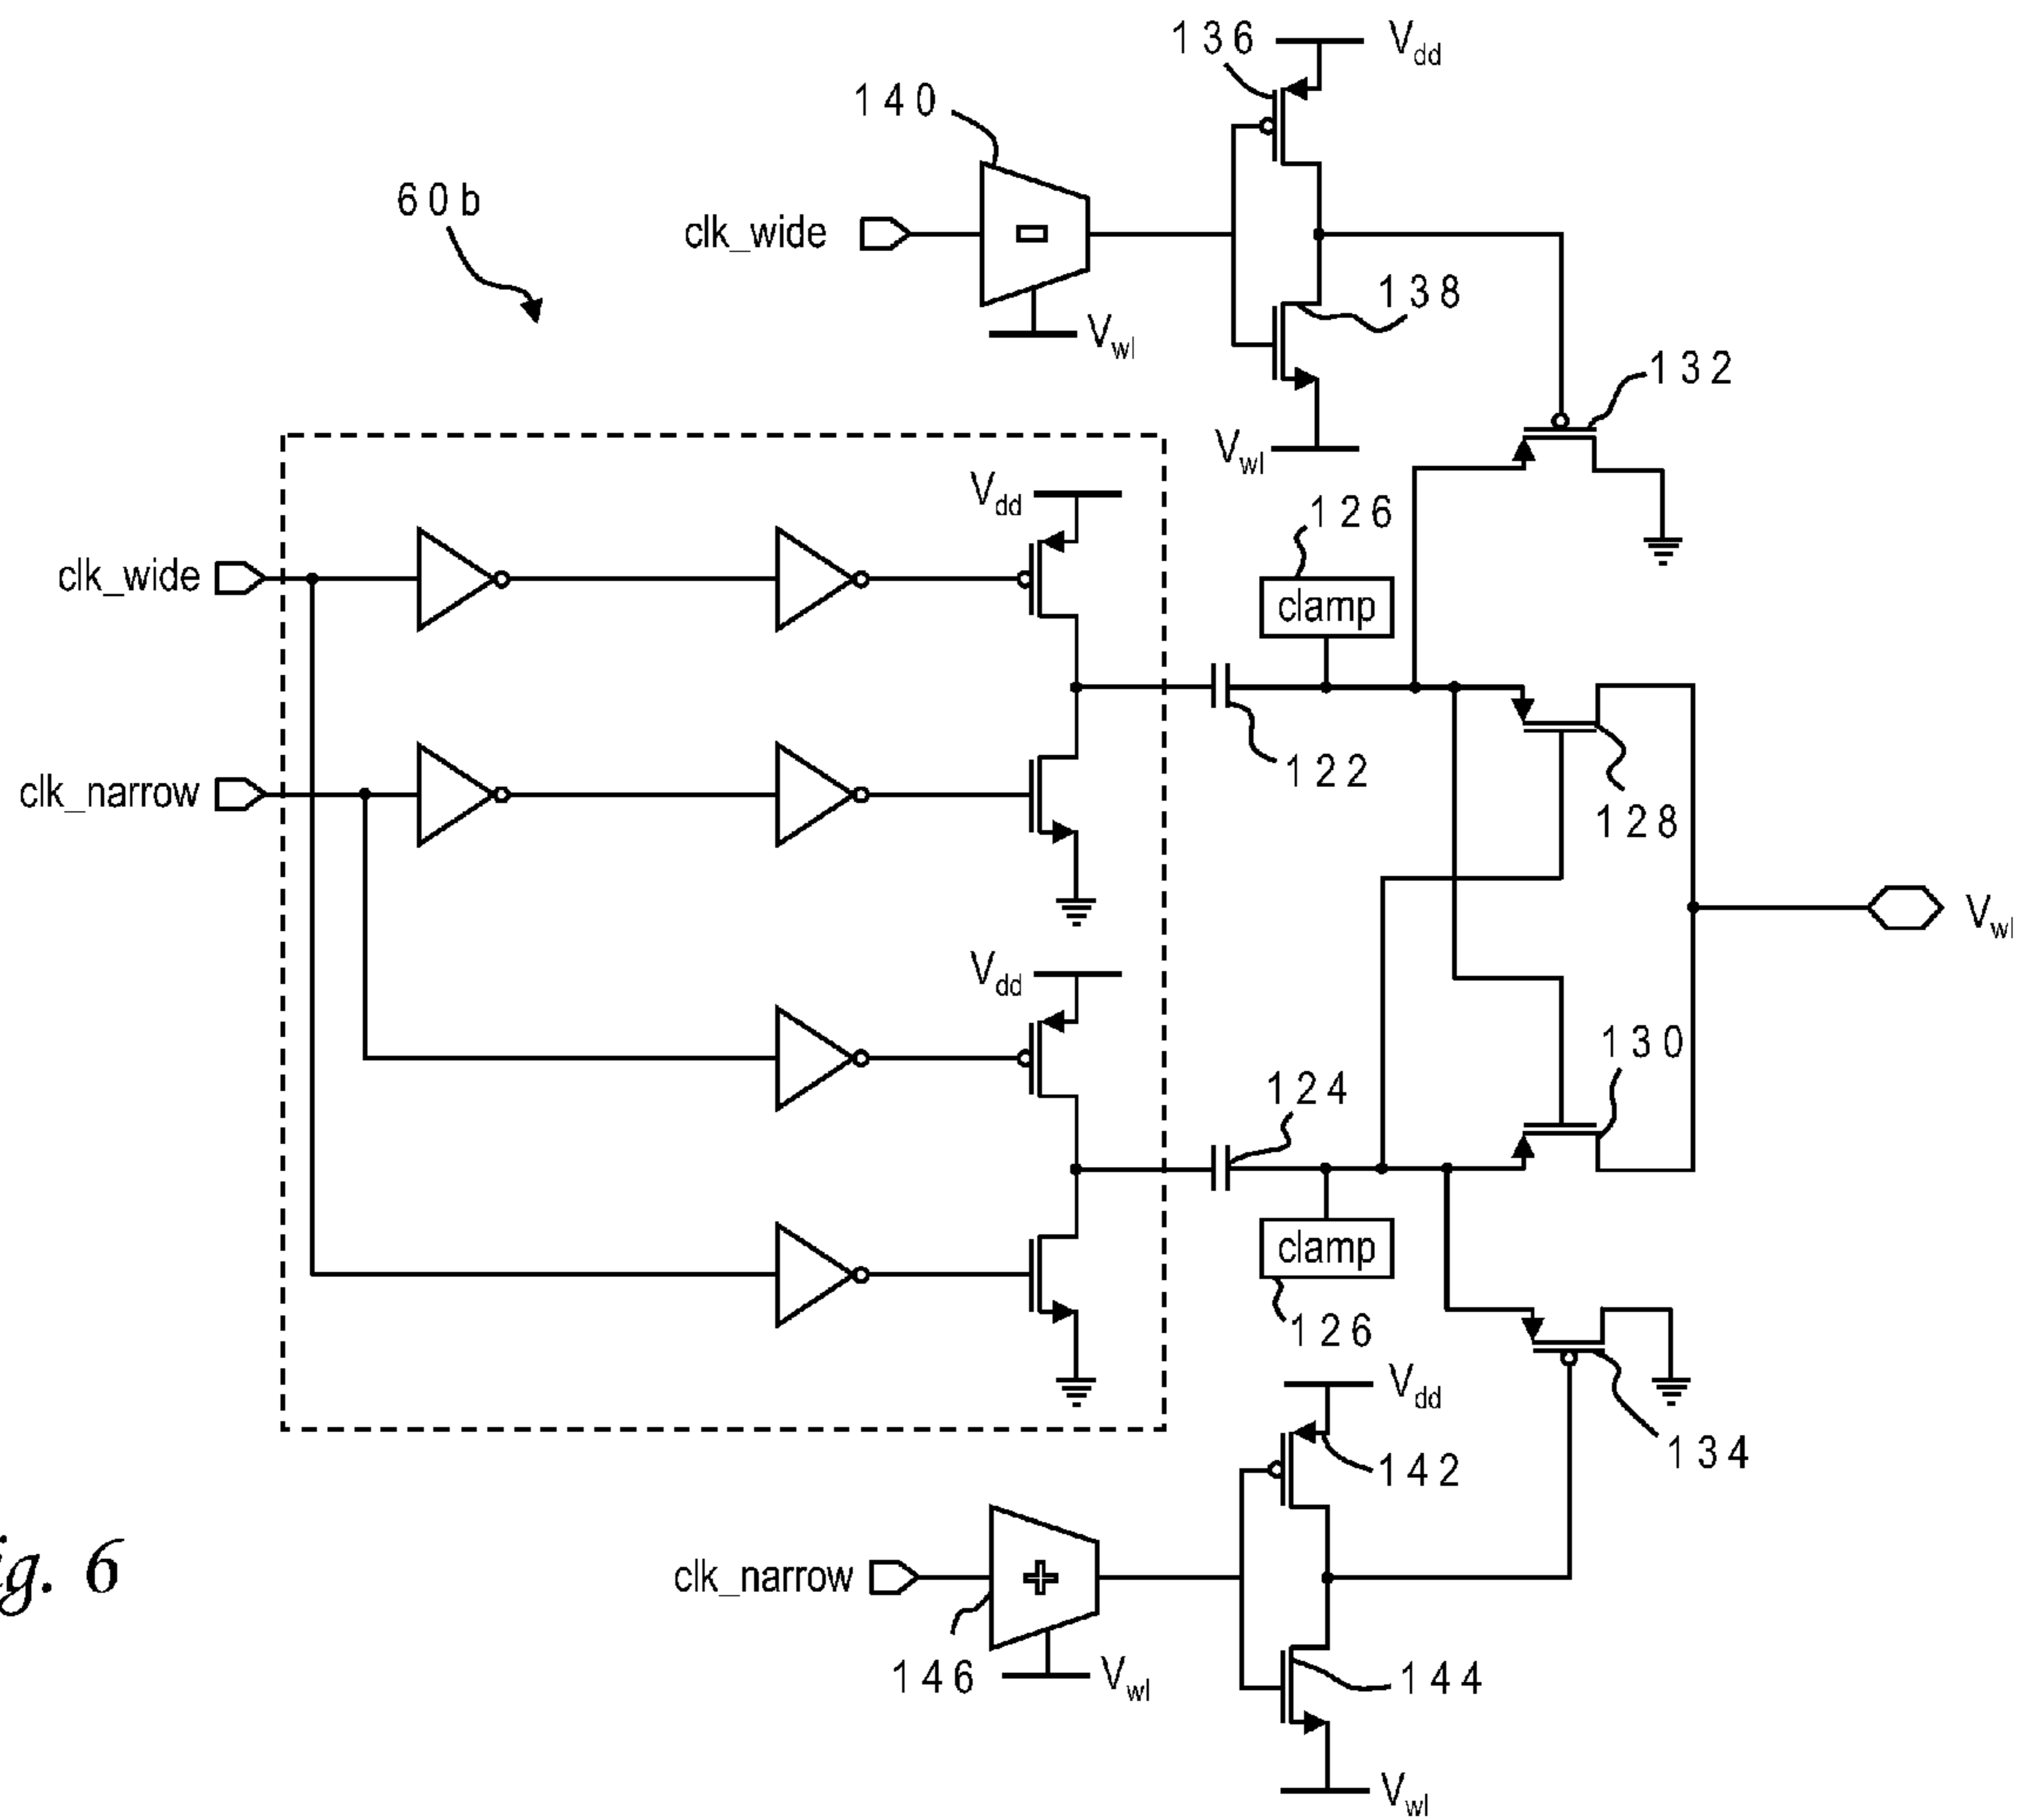 136
Vdd
140
60b
clk_wide
138
Vwl
132
Vwl
Vdd
126
clk_wide
clamp
122
clk_narrow
128
Vwl
Vdd
130
124
clamp
126
Vdd
134
142
ig. 6
clk_narrow
146
Vwl
144
Vwl